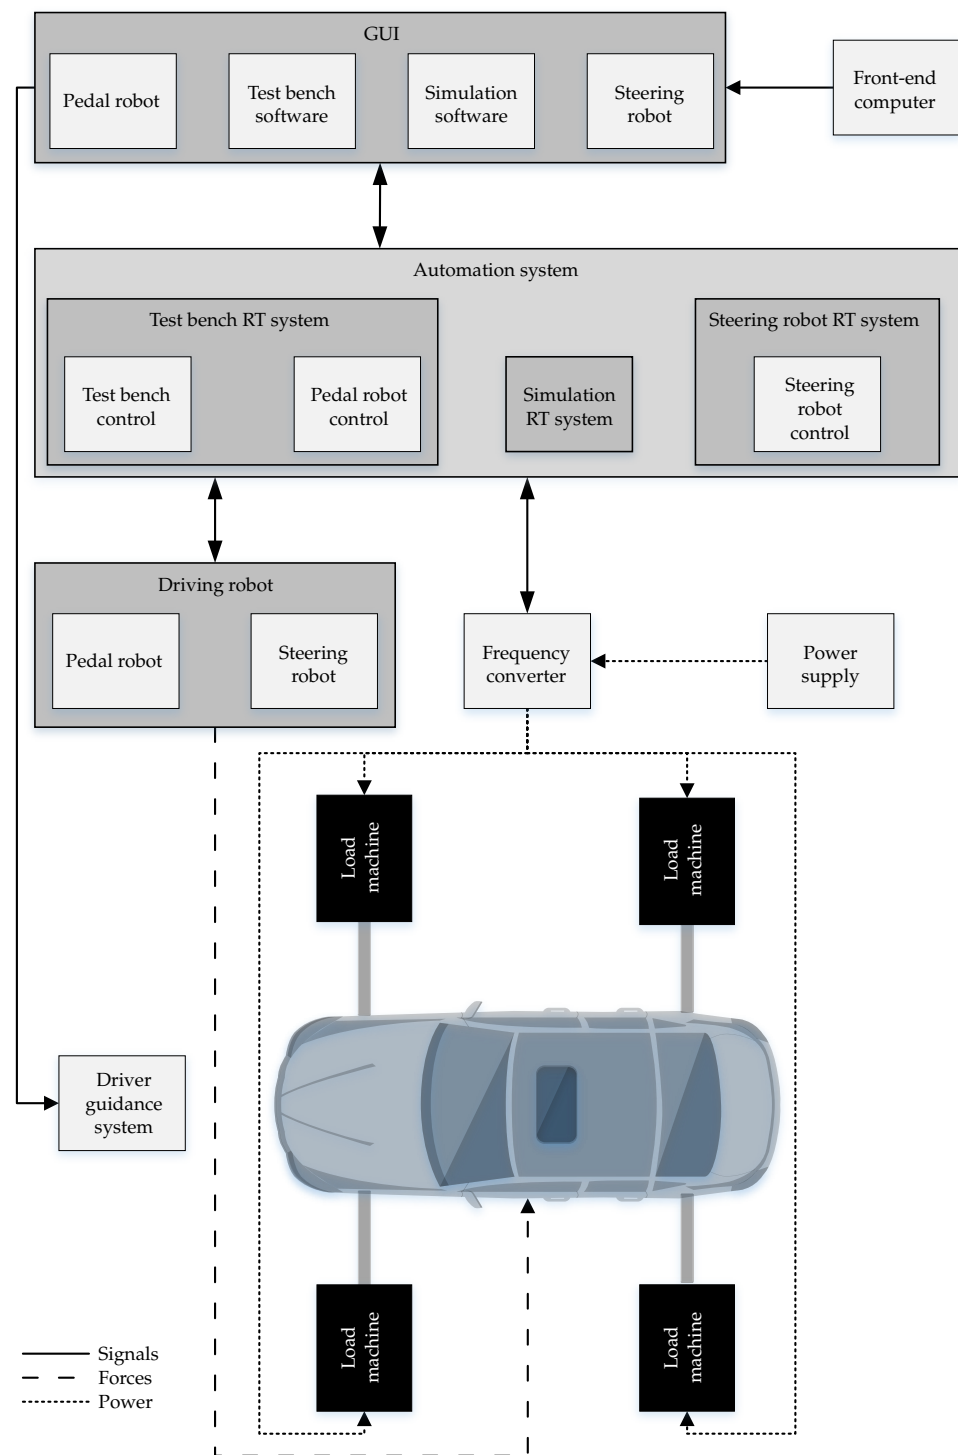 GUI
Pedal robot
Test bench
software
Simulation
software
Steering
robot
Front-end
computer
Automation system
Test bench RT system
Test bench
control
Pedal robot
control
Simulation
RT system
Steering robot RT system
Steering
robot
control
Driving robot
Pedal robot
Steering
robot
Frequency
converter
Power
supply
Load
machine
Load
machine
Driver
guidance
system
Load
machine
Load
machine
Signals
Forces
Power